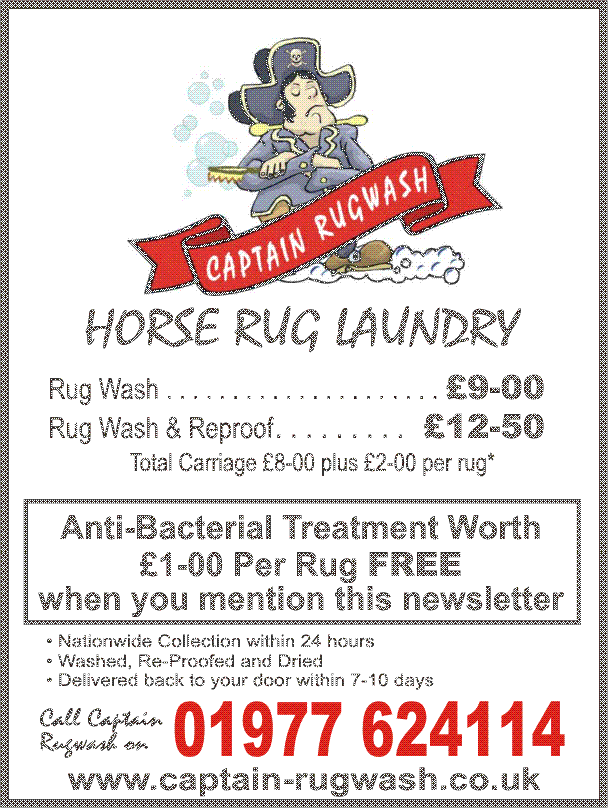 CAPTAIN RUGWASH
HORSE RUG LAUNDRY
Rug Wash . . . . . . . . . . . . . . . . . . . . . £9-00
Rug Wash & Reproof. . . . . . . . . . £12-50
Total Carriage £8-00 plus £2-00 per rug*
Anti-Bacterial Treatment Worth
£1-00 Per Rug FREE
when you mention this newsletter
• Nationwide Collection within 24 hours
• Washed, Re-Proofed and Dried
• Delivered back to your door within 7-10 days
Call Captain
Rugwash on 01977 624114
www.captain-rugwash.co.uk